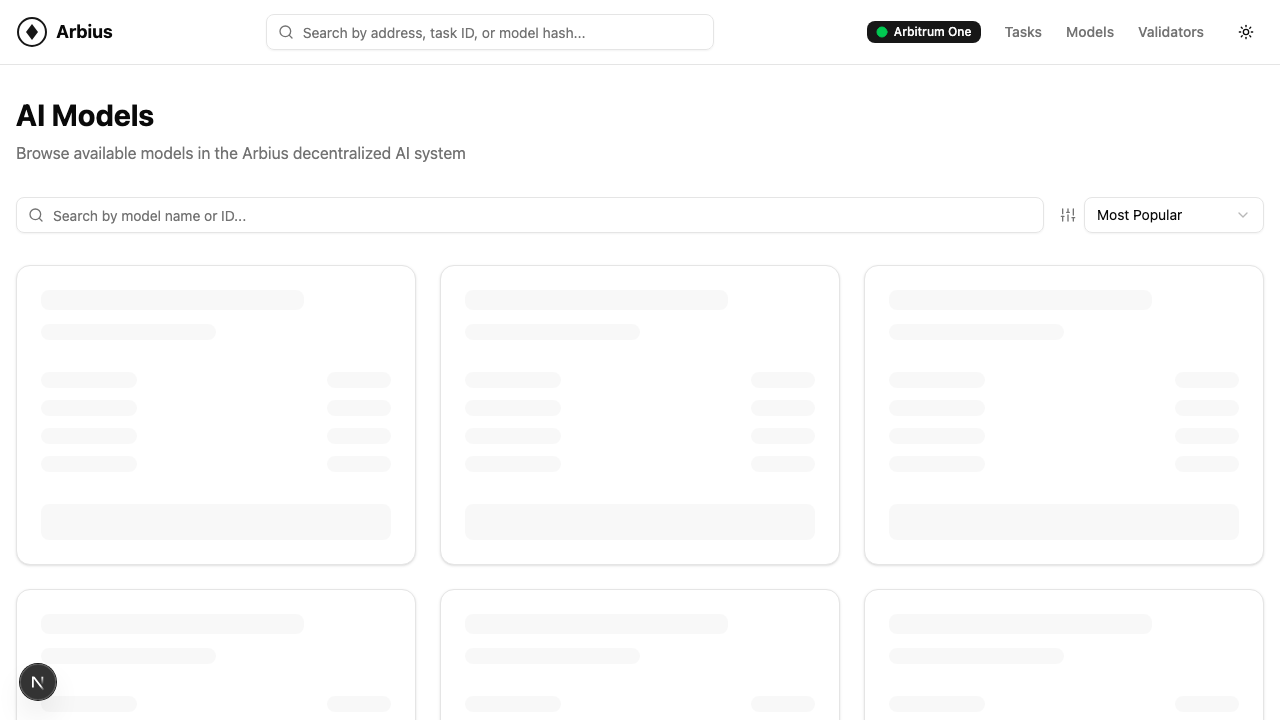 Arbius
Search by address, task ID, or model hash...
Arbitrum One
Tasks
Models
Validators
AI Models
Browse available models in the Arbius decentralized AI system
Search by model name or ID...
Most Popular
N